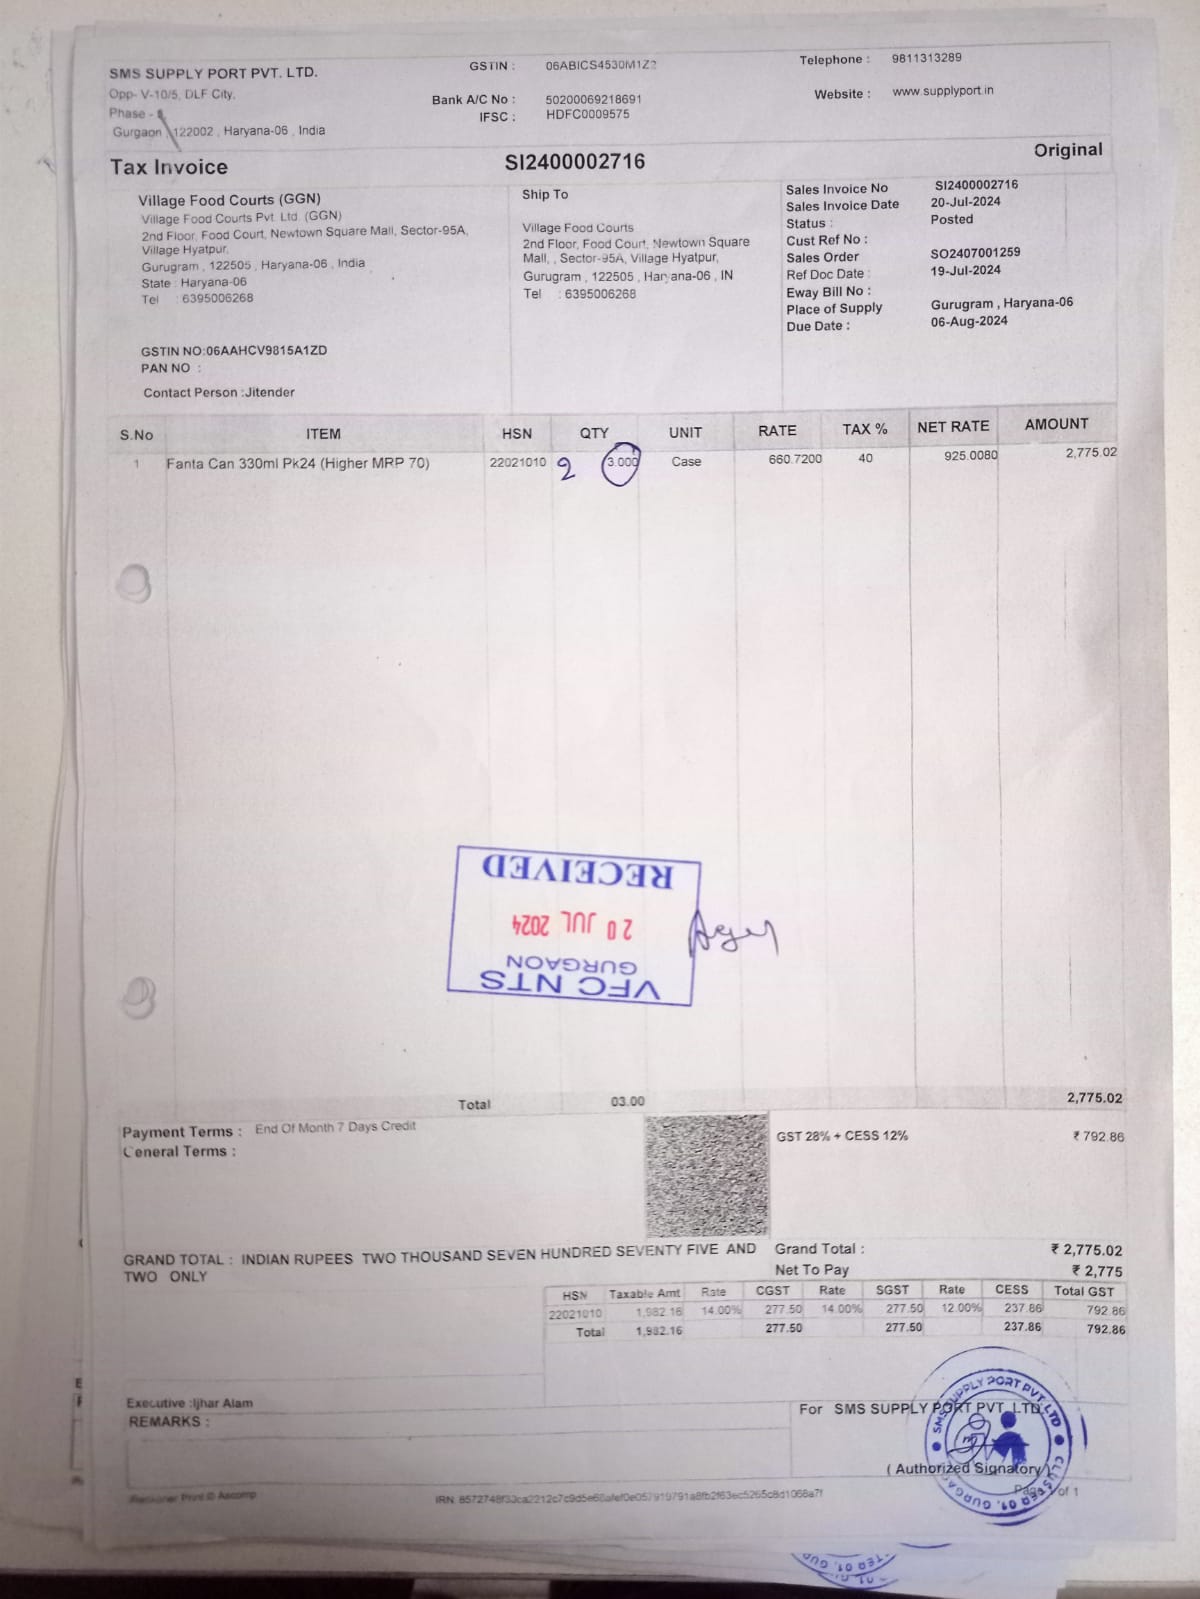 SMS SUPPLY PORT PVT. LTD.
Opp- V-10/5, DLF City,
Phase -
Gurgaon , 122002 , Haryana-06 , India
GSTIN : 06ABICS4530M1Z2
Bank A/C No : 50200069218691
IFSC : HDFC0009575
Telephone : 9811313289
Website : www.supplyport.in
Tax Invoice
SI2400002716
Original
Village Food Courts (GGN)
Village Food Courts Pvt. Ltd. (GGN)
2nd Floor, Food Court, Newtown Square Mall, Sector-95A,
Village Hyatpur,
Gurugram , 122505 , Haryana-06 , India
State : Haryana-06
Tel : 6395006268
GSTIN NO:06AAHCV9815A1ZD
PAN NO :
Contact Person :Jitender
Ship To
Village Food Courts
2nd Floor, Food Court, Newtown Square
Mall, , Sector-95A, Village Hyatpur,
Gurugram , 122505 , Haryana-06 , IN
Tel : 6395006268
Sales Invoice No SI2400002716
Sales Invoice Date 20-Jul-2024
Status : Posted
Cust Ref No :
Sales Order SO2407001259
Ref Doc Date : 19-Jul-2024
Eway Bill No :
Place of Supply Gurugram , Haryana-06
Due Date : 06-Aug-2024
S.No ITEM HSN QTY UNIT RATE TAX % NET RATE AMOUNT
1 Fanta Can 330ml Pk24 (Higher MRP 70) 22021010 2 3.000 Case 660.7200 40 925.0080 2,775.02
VFC NTS
GURGAON
20 JUL 2024
RECEIVED
Total 03.00 2,775.02
Payment Terms : End Of Month 7 Days Credit
General Terms :
GST 28% + CESS 12% ₹ 792.86
GRAND TOTAL : INDIAN RUPEES TWO THOUSAND SEVEN HUNDRED SEVENTY FIVE AND
TWO ONLY
Grand Total : ₹ 2,775.02
Net To Pay ₹ 2,775
HSN Taxable Amt Rate CGST Rate SGST Rate CESS Total GST
22021010 1,982.16 14.00% 277.50 14.00% 277.50 12.00% 237.86 792.86
Total 1,982.16 277.50 277.50 237.86 792.86
Executive :Ijhar Alam
REMARKS :
For SMS SUPPLY PORT PVT. LTD.
SMS SUPPLY PORT PVT. LTD
CLUSTER 01, GURGAON
( Authorized Signatory )
Page 1 of 1